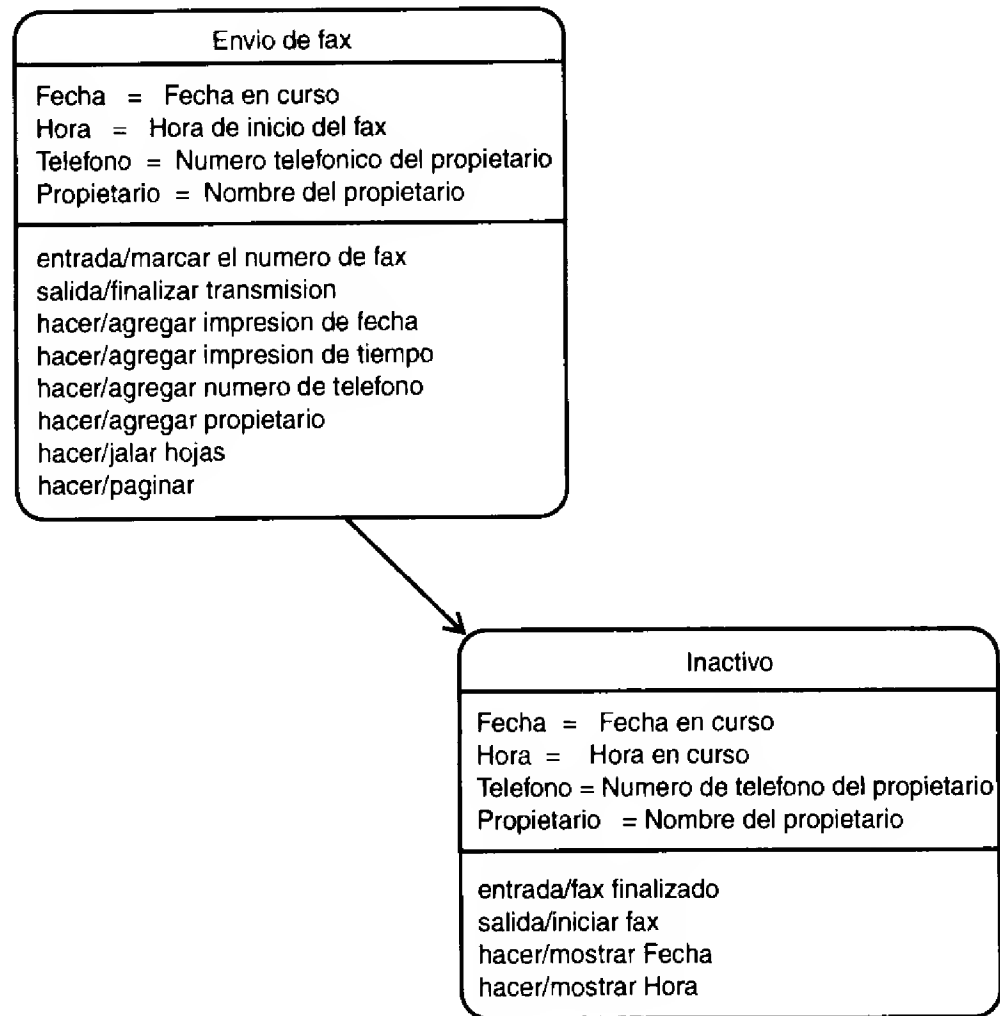 Envio de fax
Fecha = Fecha en curso
Hora = Hora de inicio del fax
Telefono = Numero telefonico del propietario
Propietario = Nombre del propietario
entrada/marcar el numero de fax
salida/finalizar transmision
hacer/agregar impresion de fecha
hacer/agregar impresion de tiempo
hacer/agregar numero de telefono
hacer/agregar propietario
hacer/jalar hojas
hacer/paginar
Inactivo
Fecha = Fecha en curso
Hora = Hora en curso
Telefono = Numero de telefono del propietario
Propietario = Nombre del propietario
entrada/fax finalizado
salida/iniciar fax
hacer/mostrar Fecha
hacer/mostrar Hora